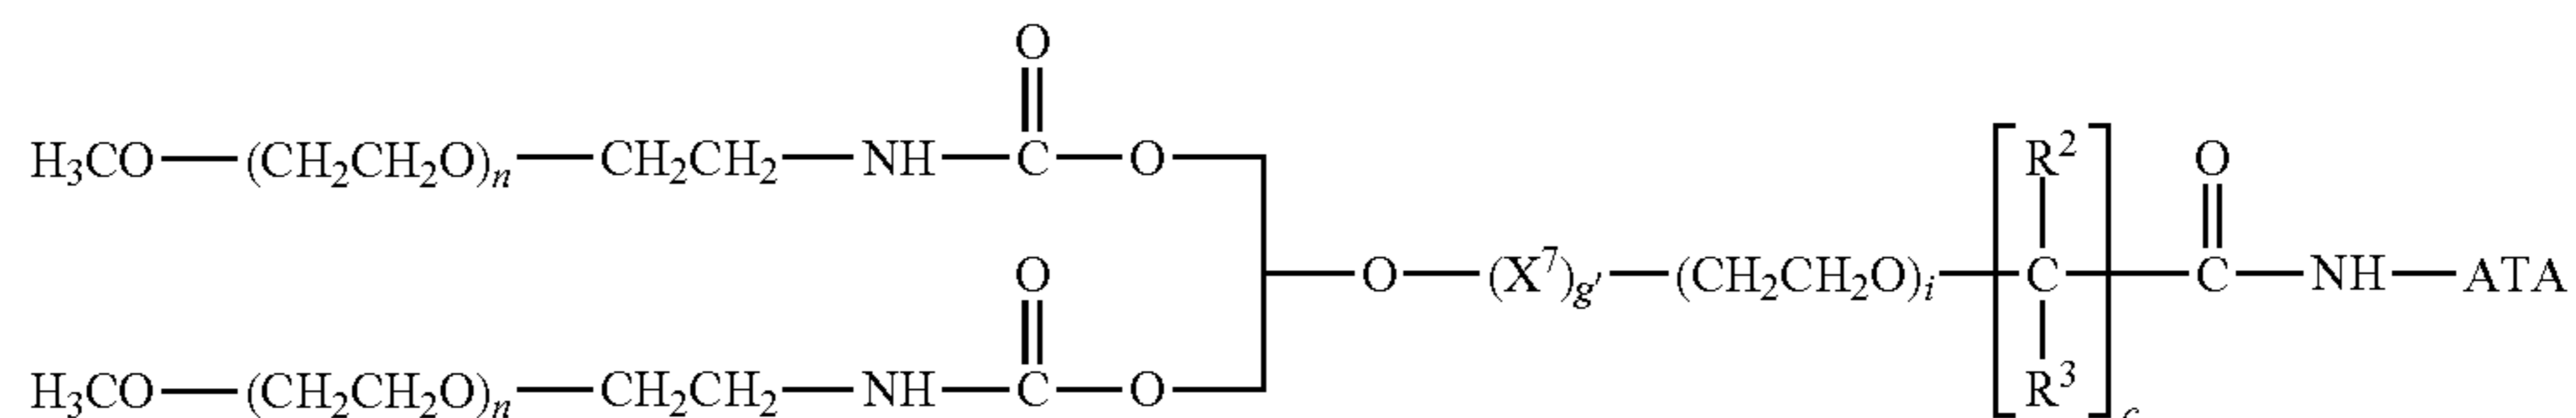 O
H₃CO—(CH₂CH₂O)ₙ—CH₂CH₂—NH—C—O R² O
O C O—(X⁷)g'—(CH₂CH₂O)ᵢ C—NH—ATA
H₃CO—(CH₂CH₂O)ₙ—CH₂CH₂—NH—C—O R³